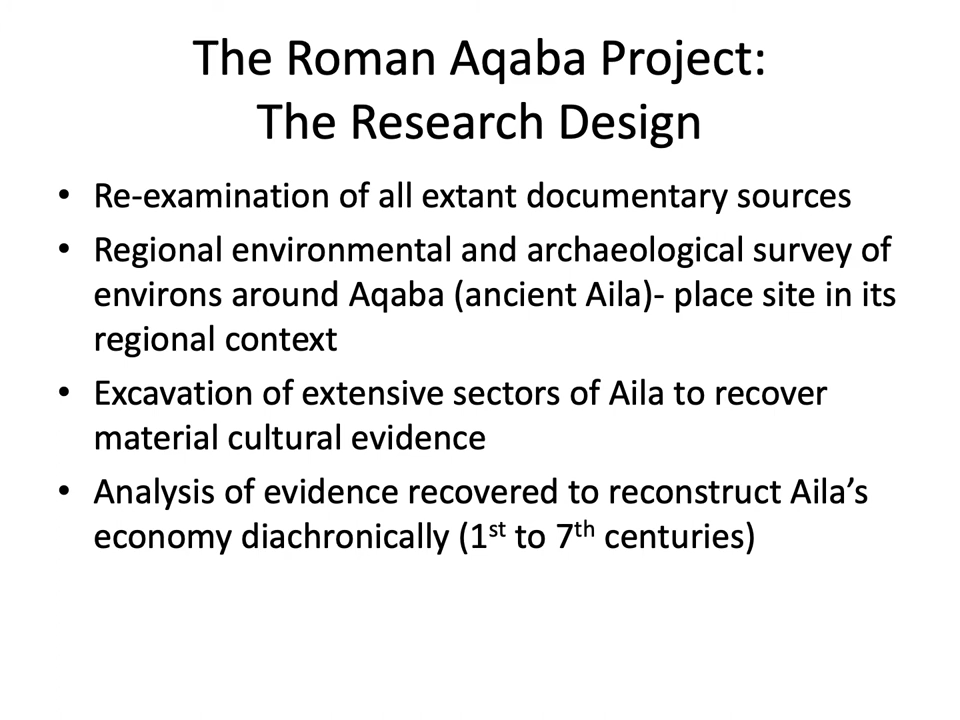 The Roman Aqaba Project:
The Research Design
• Re-examination of all extant documentary sources
• Regional environmental and archaeological survey of
environs around Aqaba (ancient Aila)- place site in its
regional context
• Excavation of extensive sectors of Aila to recover
material cultural evidence
• Analysis of evidence recovered to reconstruct Aila’s
economy diachronically (1st to 7th centuries)